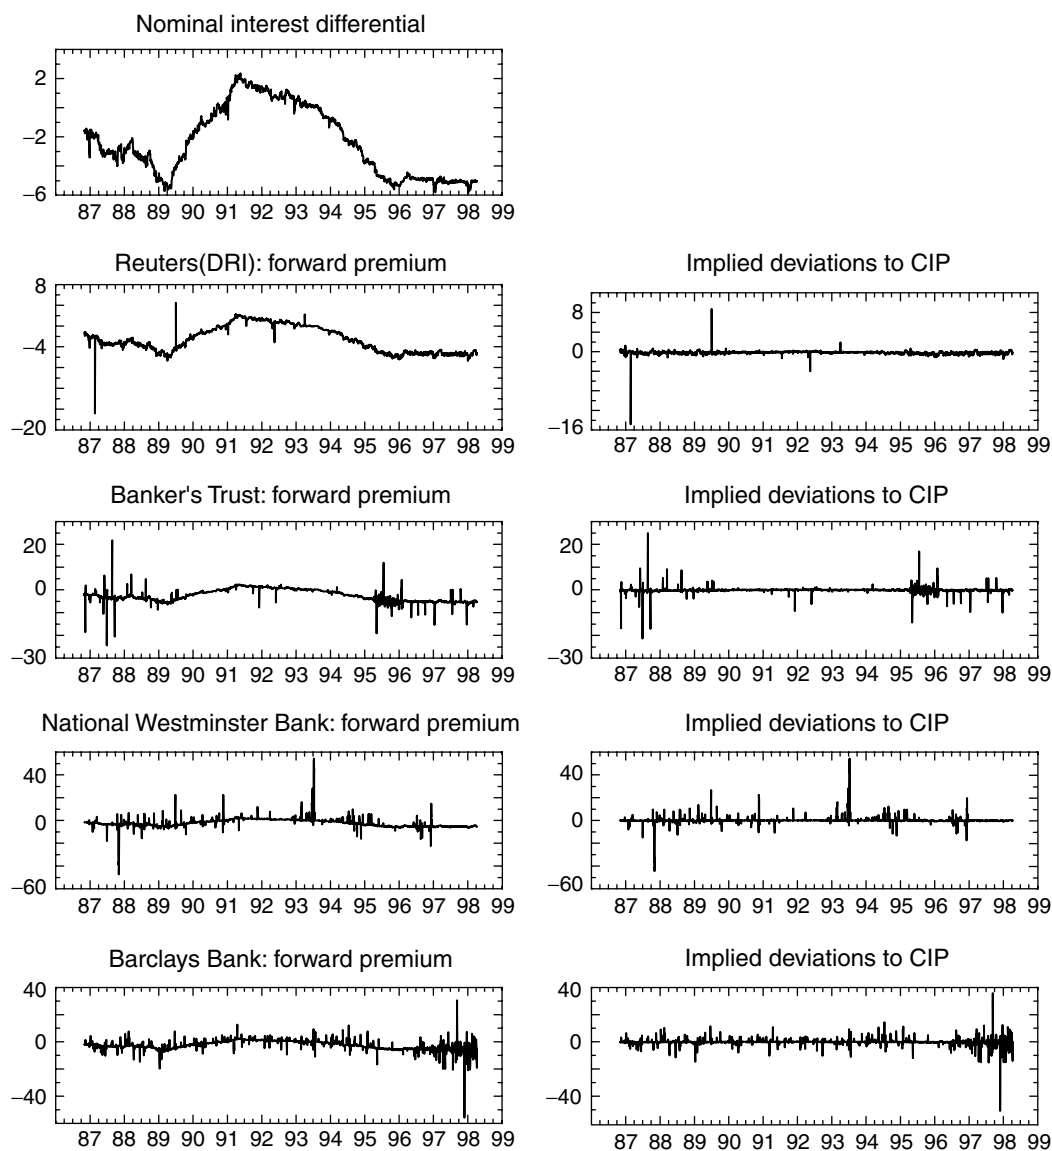 Nominal interest differential
2
−2
−6
87 88 89 90 91 92 93 94 95 96 97 98 99
Reuters(DRI): forward premium
8
−4
−20
87 88 89 90 91 92 93 94 95 96 97 98 99
Implied deviations to CIP
8
0
−16
87 88 89 90 91 92 93 94 95 96 97 98 99
Banker's Trust: forward premium
20
0
−30
87 88 89 90 91 92 93 94 95 96 97 98 99
Implied deviations to CIP
20
0
−30
87 88 89 90 91 92 93 94 95 96 97 98 99
National Westminster Bank: forward premium
40
0
−60
87 88 89 90 91 92 93 94 95 96 97 98 99
Implied deviations to CIP
40
0
−60
87 88 89 90 91 92 93 94 95 96 97 98 99
Barclays Bank: forward premium
40
0
−40
87 88 89 90 91 92 93 94 95 96 97 98 99
Implied deviations to CIP
40
0
−40
87 88 89 90 91 92 93 94 95 96 97 98 99